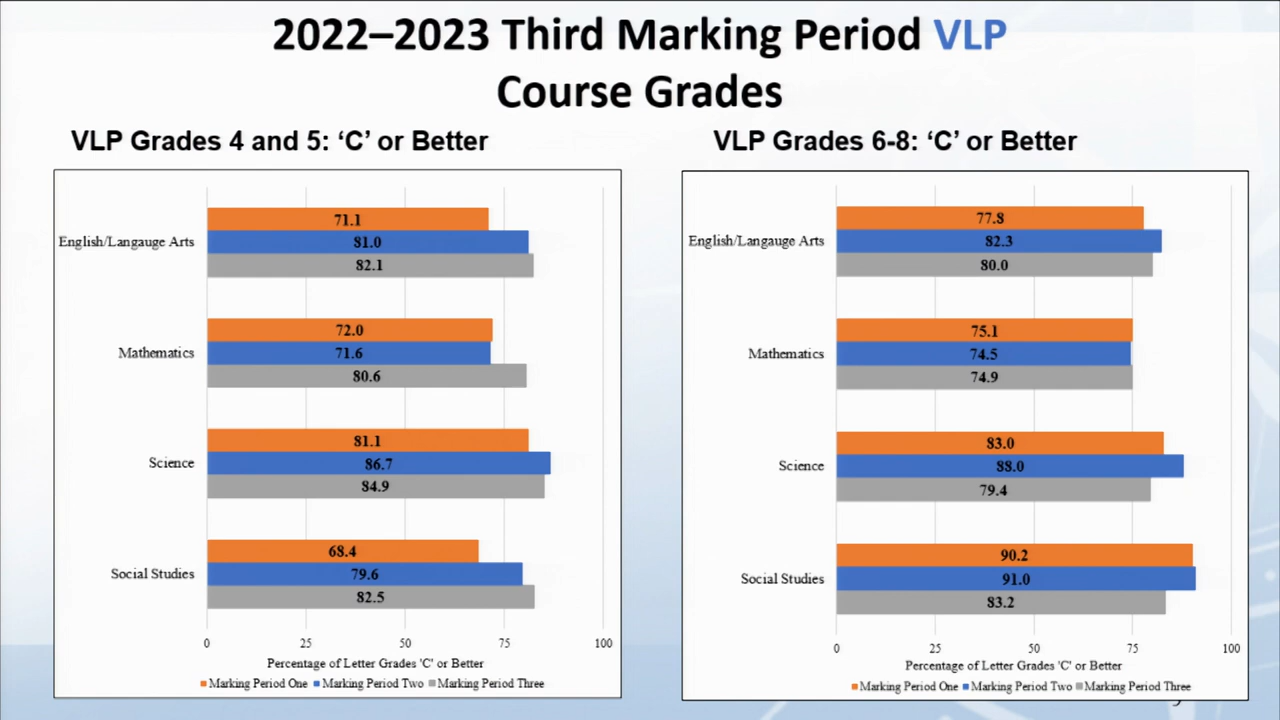 2022–2023 Third Marking Period VLP
Course Grades
VLP Grades 4 and 5: ‘C’ or Better
English/Langauge Arts
71.1
81.0
82.1
Mathematics
72.0
71.6
80.6
Science
81.1
86.7
84.9
Social Studies
68.4
79.6
82.5
0 25 50 75 100
Percentage of Letter Grades 'C' or Better
Marking Period One Marking Period Two Marking Period Three
VLP Grades 6-8: ‘C’ or Better
English/Langauge Arts
77.8
82.3
80.0
Mathematics
75.1
74.5
74.9
Science
83.0
88.0
79.4
Social Studies
90.2
91.0
83.2
0 25 50 75 100
Percentage of Letter Grades 'C' or Better
Marking Period One Marking Period Two Marking Period Three